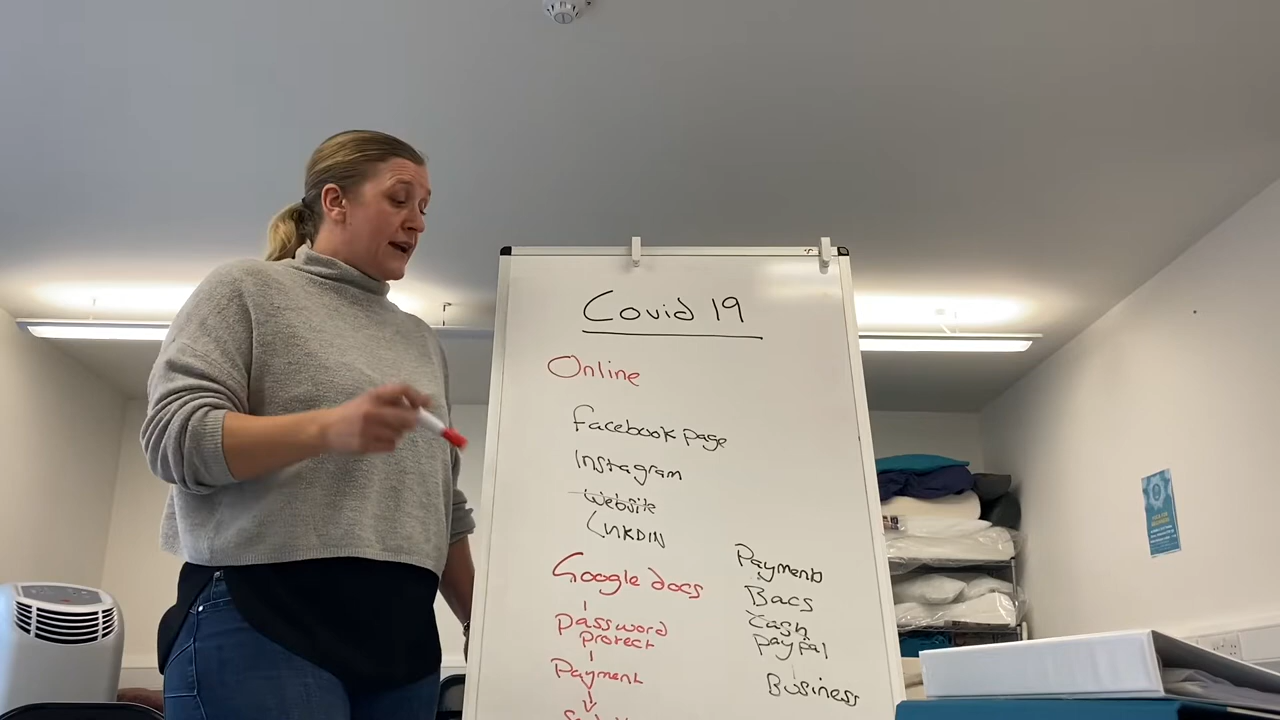 Covid 19
Online
Facebook page
Instagram
Website
LinkDIN
Google docs
Password
protect
Payment
Payments
Bacs
Cash
PayPal
Business